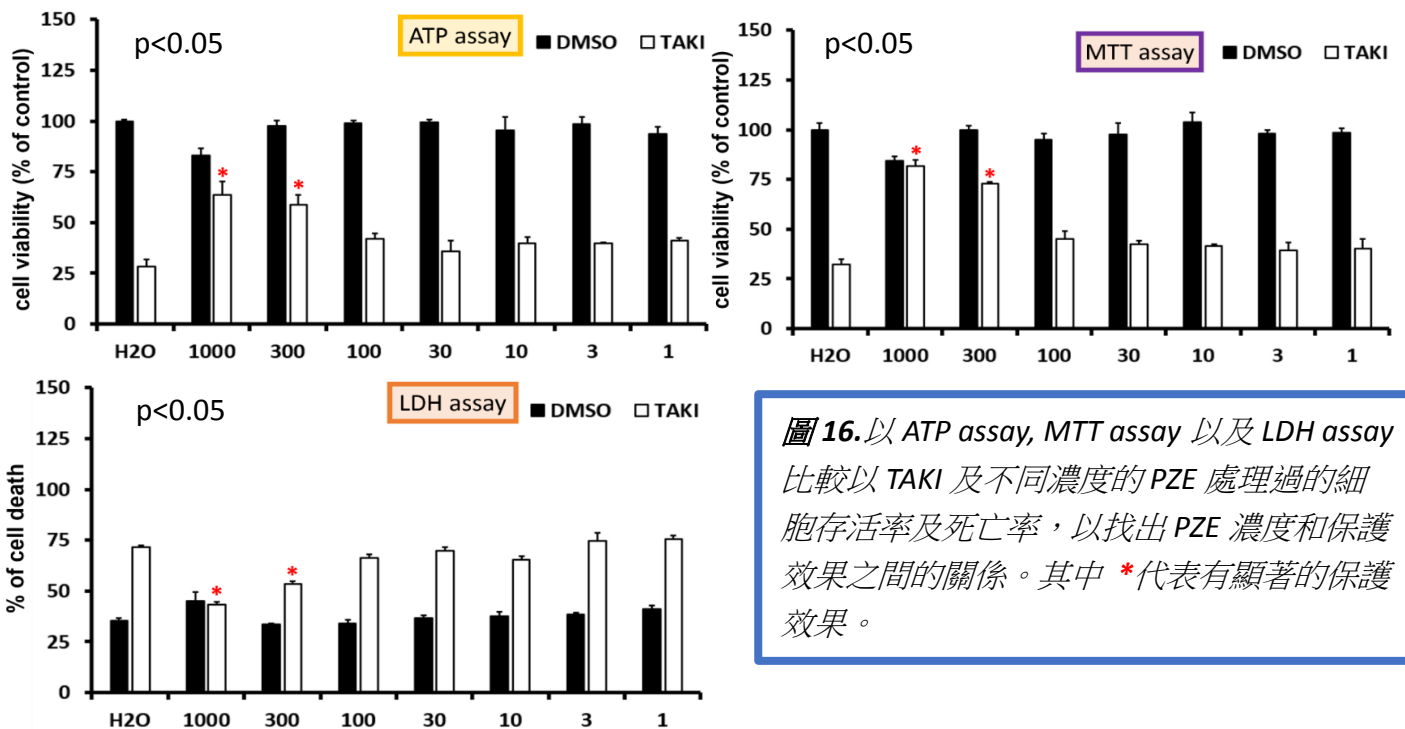 150
125
100
75
50
25
0
cell viability (% of control)
p<0.05
ATP assay
DMSO TAKI
* *
H2O 1000 300 100 30 10 3 1
150
125
100
75
50
25
0
cell viability (% of control)
p<0.05
MTT assay
DMSO TAKI
* *
H2O 1000 300 100 30 10 3 1
150
125
100
75
50
25
0
% of cell death
p<0.05
LDH assay
DMSO TAKI
* *
H2O 1000 300 100 30 10 3 1
圖 16.以 ATP assay, MTT assay 以及 LDH assay
比較以 TAKI 及不同濃度的 PZE 處理過的細
胞存活率及死亡率，以找出 PZE 濃度和保護
效果之間的關係。其中 *代表有顯著的保護
效果。